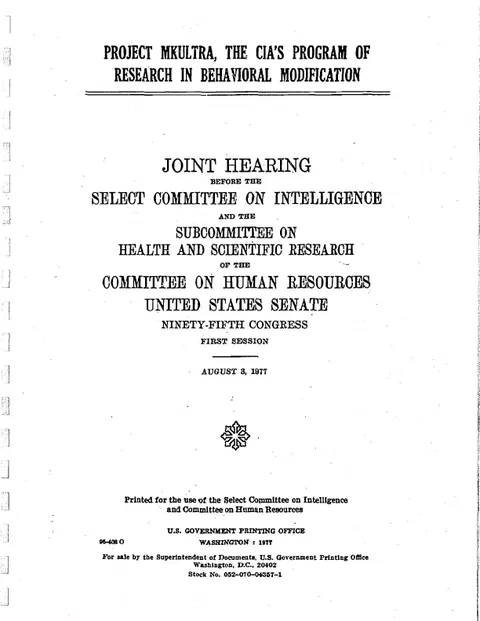 PROJECT MKULTRA, THE CIA'S PROGRAM OF
RESEARCH IN BEHAVIORAL MODIFICATION
JOINT HEARING
BEFORE THE
SELECT COMMITTEE ON INTELLIGENCE
AND THE
SUBCOMMITTEE ON
HEALTH AND SCIENTIFIC RESEARCH
OF THE
COMMITTEE ON HUMAN RESOURCES
UNITED STATES SENATE
NINETY-FIFTH CONGRESS
FIRST SESSION
AUGUST 3, 1977
Printed for the use of the Select Committee on Intelligence
and Committee on Human Resources
U.S. GOVERNMENT PRINTING OFFICE
96-408 O WASHINGTON : 1977
For sale by the Superintendent of Documents, U.S. Government Printing Office
Washington, D.C., 20402
Stock No. 052-070-04357-1